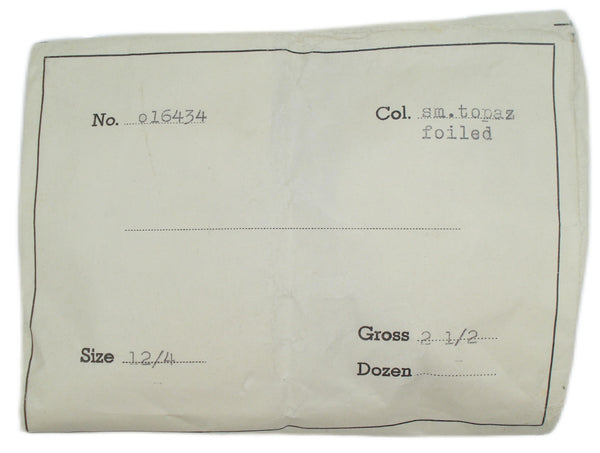 No. o16434
Col. sm.topaz
foiled
Size 12/4
Gross 2 1/2
Dozen